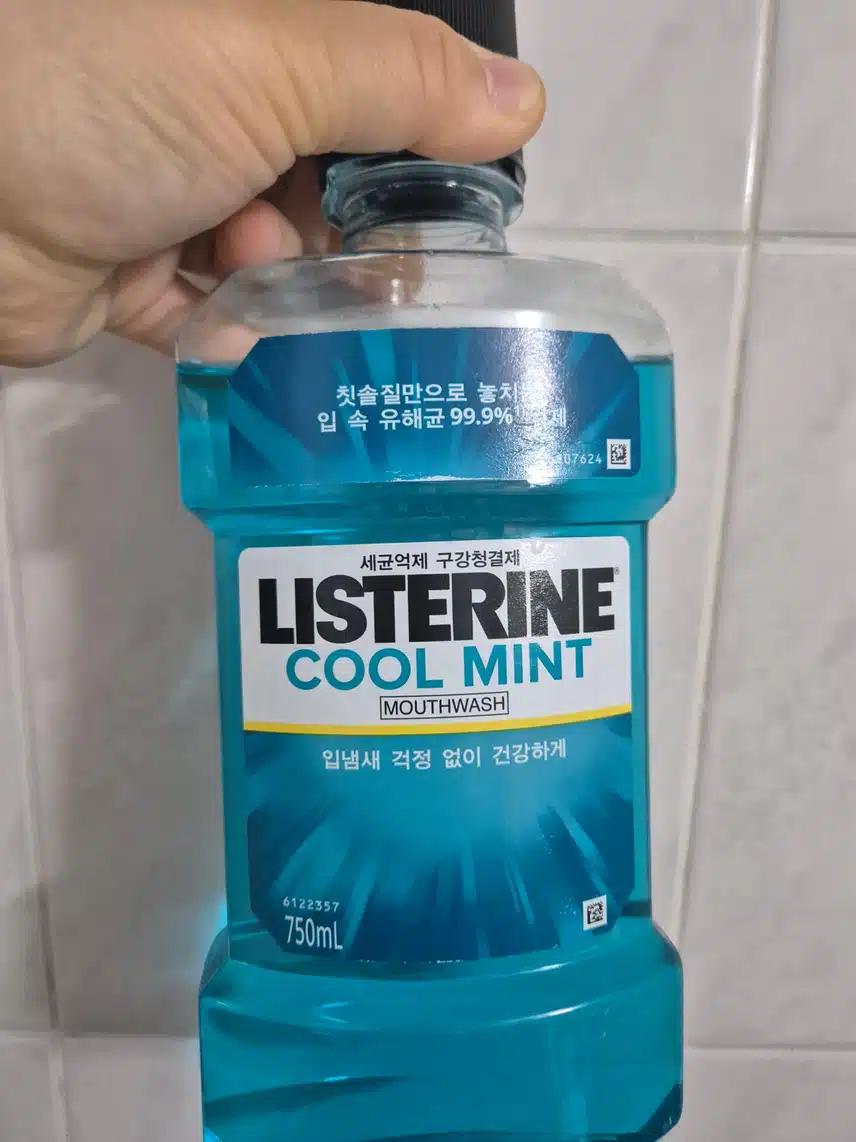 칫솔질만으로
입 속 유해균 99.9%
세균억제 구강청결제
LISTERINE®
COOL MINT
MOUTHWASH
입냄새 걱정 없이 건강하게
6122357
750mL